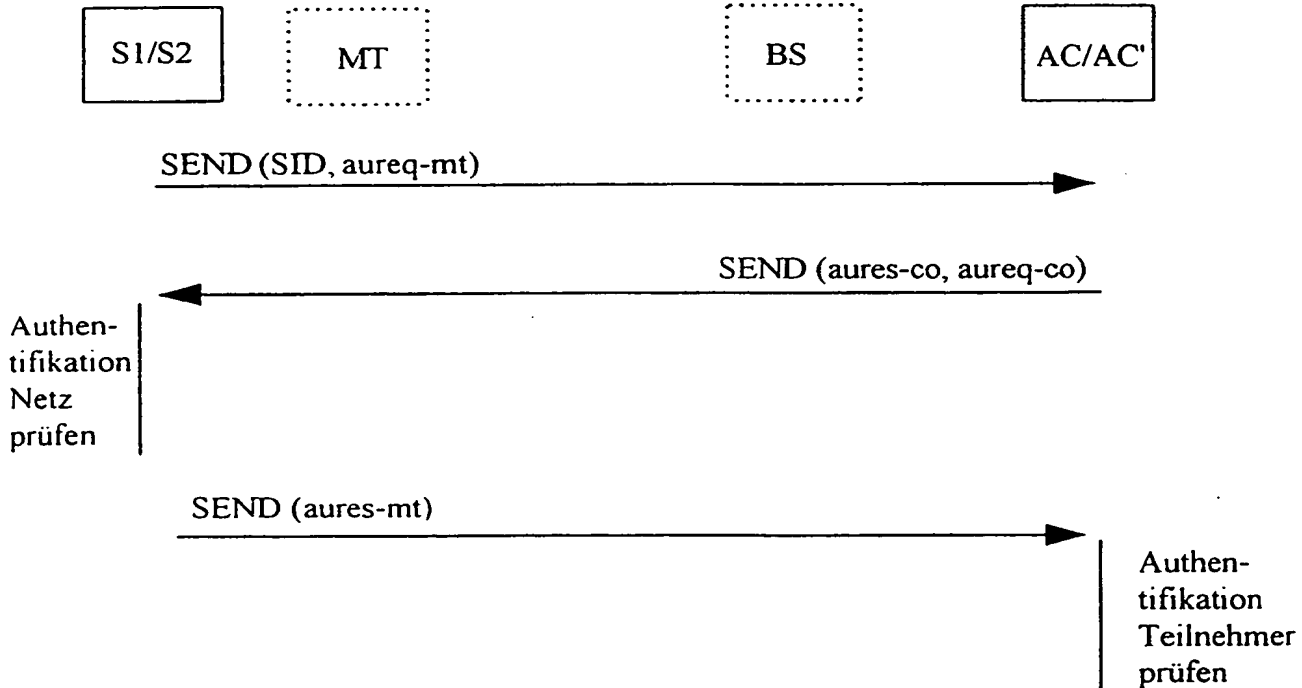 S1/S2
MT
BS
AC/AC'
SEND (SID, aureq-mt)
SEND (aures-co, aureq-co)
Authen-
tifikation
Netz
prüfen
SEND (aures-mt)
Authen-
tifikation
Teilnehmer
prüfen